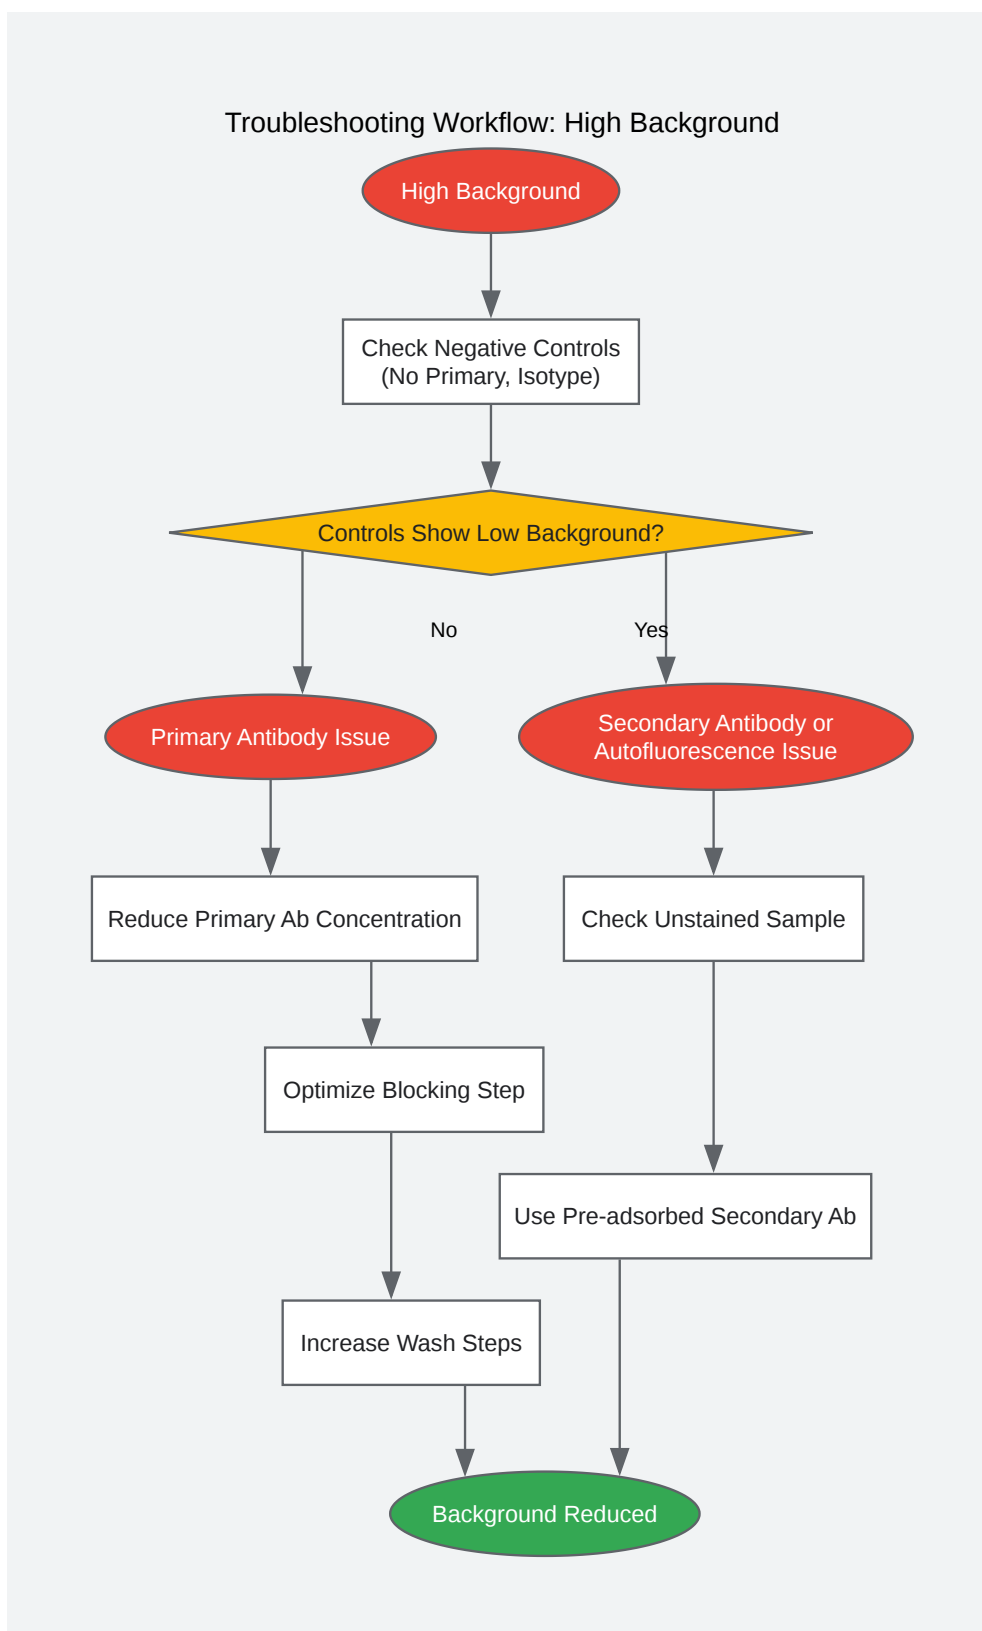 Troubleshooting Workflow: High Background
High Background
Check Negative Controls
(No Primary, Isotype)
Controls Show Low Background?
No
Yes
Primary Antibody Issue
Secondary Antibody or
Autofluorescence Issue
Reduce Primary Ab Concentration
Check Unstained Sample
Optimize Blocking Step
Use Pre-adsorbed Secondary Ab
Increase Wash Steps
Background Reduced